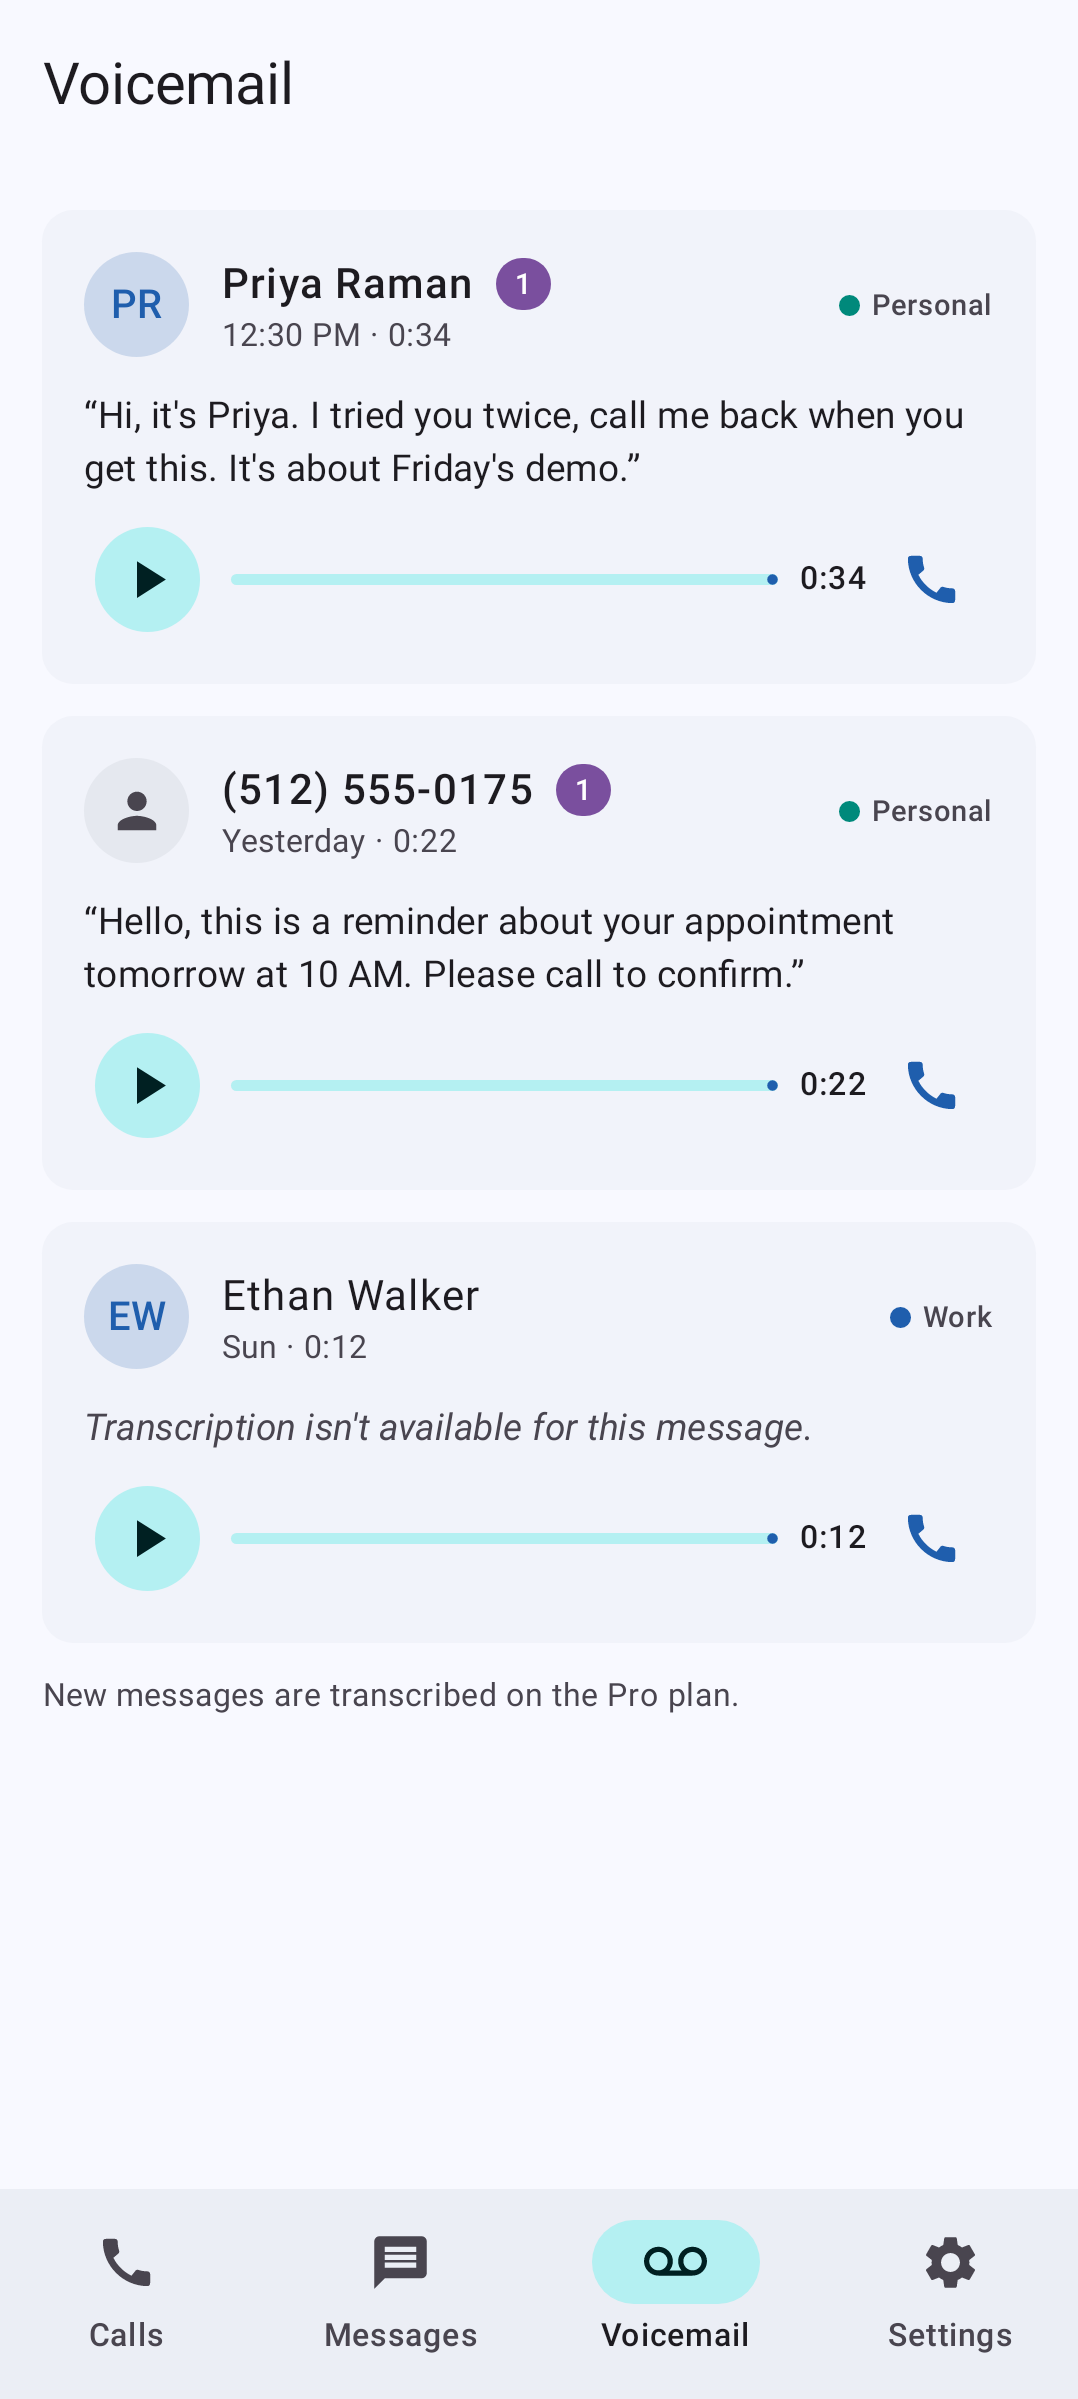 Voicemail
PR
Priya Raman 1
12:30 PM · 0:34
Personal
“Hi, it's Priya. I tried you twice, call me back when you
get this. It's about Friday's demo.”
0:34
(512) 555-0175 1
Yesterday · 0:22
Personal
“Hello, this is a reminder about your appointment
tomorrow at 10 AM. Please call to confirm.”
0:22
EW
Ethan Walker
Sun · 0:12
Work
Transcription isn't available for this message.
0:12
New messages are transcribed on the Pro plan.
Calls
Messages
Voicemail
Settings